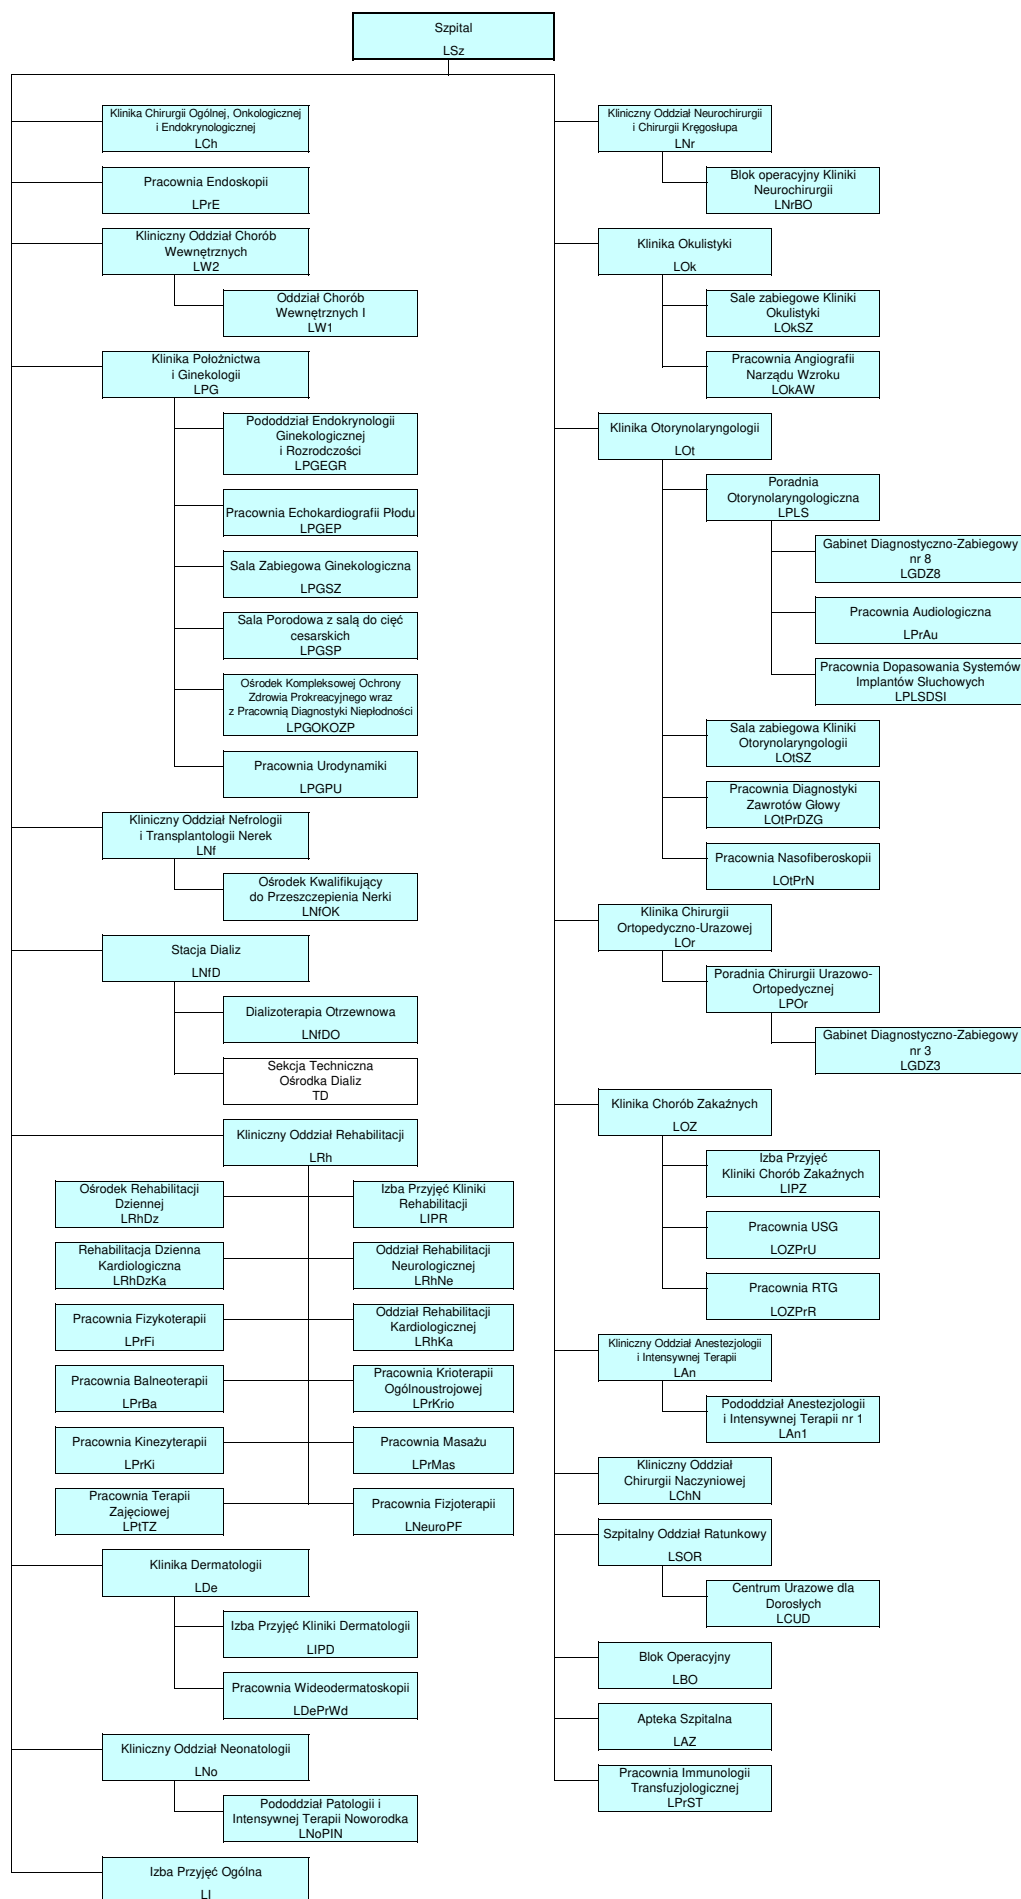 Szpital
LSz
Klinika Chirurgii Ogólnej, Onkologicznej
i Endokrynologicznej
LCh
Pracownia Endoskopii
LPrE
Kliniczny Oddział Chorób
Wewnętrznych
LW2
Oddział Chorób
Wewnętrznych I
LW1
Klinika Położnictwa
i Ginekologii
LPG
Pododdział Endokrynologii
Ginekologicznej
i Rozrodczości
LPGEGR
Pracownia Echokardiografii Płodu
LPGEP
Sala Zabiegowa Ginekologiczna
LPGSZ
Sala Porodowa z salą do cięć
cesarskich
LPGSP
Ośrodek Kompleksowej Ochrony
Zdrowia Prokreacyjnego wraz
z Pracownią Diagnostyki Niepłodności
LPGOKOZP
Pracownia Urodynamiki
LPGPU
Kliniczny Oddział Nefrologii
i Transplantologii Nerek
LNf
Ośrodek Kwalifikujący
do Przeszczepienia Nerki
LNfOK
Stacja Dializ
LNfD
Dializoterapia Otrzewnowa
LNfDO
Sekcja Techniczna
Ośrodka Dializ
TD
Kliniczny Oddział Rehabilitacji
LRh
Ośrodek Rehabilitacji
Dziennej
LRhDz
Izba Przyjęć Kliniki
Rehabilitacji
LIPR
Rehabilitacja Dzienna
Kardiologiczna
LRhDzKa
Oddział Rehabilitacji
Neurologicznej
LRhNe
Pracownia Fizykoterapii
LPrFi
Oddział Rehabilitacji
Kardiologicznej
LRhKa
Pracownia Balneoterapii
LPrBa
Pracownia Krioterapii
Ogólnoustrojowej
LPrKrio
Pracownia Kinezyterapii
LPrKi
Pracownia Masażu
LPrMas
Pracownia Terapii
Zajęciowej
LPtTZ
Pracownia Fizjoterapii
LNeuroPF
Klinika Dermatologii
LDe
Izba Przyjęć Kliniki Dermatologii
LIPD
Pracownia Wideodermatoskopii
LDePrWd
Kliniczny Oddział Neonatologii
LNo
Pododdział Patologii i
Intensywnej Terapii Noworodka
LNoPIN
Izba Przyjęć Ogólna
LI
Kliniczny Oddział Neurochirurgii
i Chirurgii Kręgosłupa
LNr
Blok operacyjny Kliniki
Neurochirurgii
LNrBO
Klinika Okulistyki
LOk
Sale zabiegowe Kliniki
Okulistyki
LOkSZ
Pracownia Angiografii
Narządu Wzroku
LOkAW
Klinika Otorynolaryngologii
LOt
Poradnia
Otorynolaryngologiczna
LPLS
Gabinet Diagnostyczno-Zabiegowy
nr 8
LGDZ8
Pracownia Audiologiczna
LPrAu
Pracownia Dopasowania Systemów
Implantów Słuchowych
LPLSDSI
Sala zabiegowa Kliniki
Otorynolaryngologii
LOtSZ
Pracownia Diagnostyki
Zawrotów Głowy
LOtPrDZG
Pracownia Nasofiberoskopii
LOtPrN
Klinika Chirurgii
Ortopedyczno-Urazowej
LOr
Poradnia Chirurgii Urazowo-
Ortopedycznej
LPOr
Gabinet Diagnostyczno-Zabiegowy
nr 3
LGDZ3
Klinika Chorób Zakaźnych
LOZ
Izba Przyjęć
Kliniki Chorób Zakaźnych
LIPZ
Pracownia USG
LOZPrU
Pracownia RTG
LOZPrR
Kliniczny Oddział Anestezjologii
i Intensywnej Terapii
LAn
Pododdział Anestezjologii
i Intensywnej Terapii nr 1
LAn1
Kliniczny Oddział
Chirurgii Naczyniowej
LChN
Szpitalny Oddział Ratunkowy
LSOR
Centrum Urazowe dla
Dorosłych
LCUD
Blok Operacyjny
LBO
Apteka Szpitalna
LAZ
Pracownia Immunologii
Transfuzjologicznej
LPrST